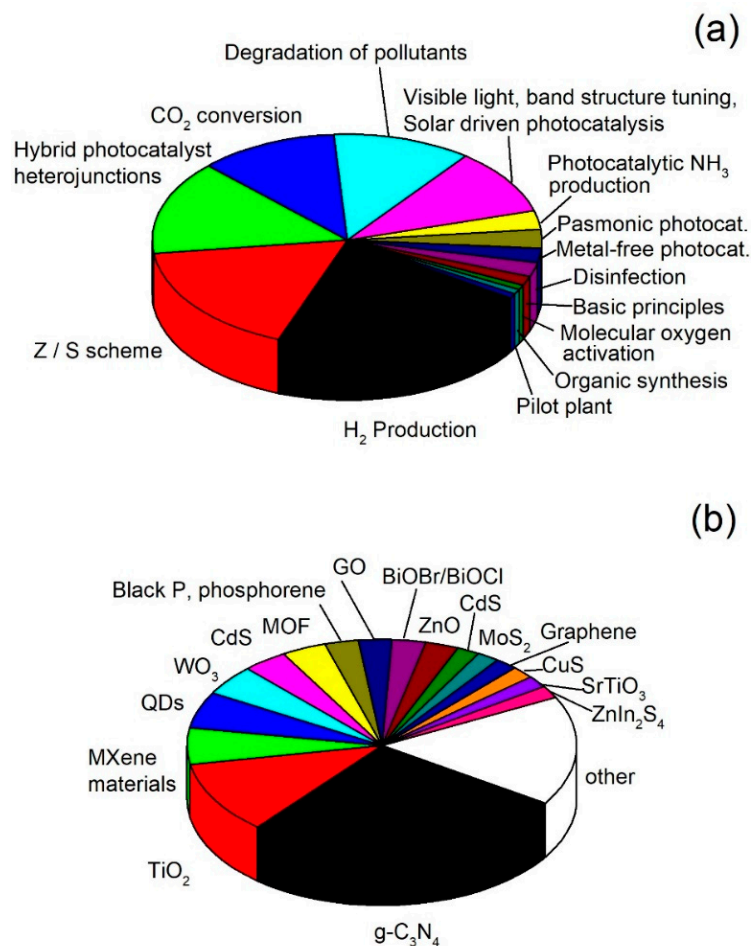 (a)
Degradation of pollutants
Visible light, band structure tuning,
Solar driven photocatalysis
CO₂ conversion
Hybrid photocatalyst
heterojunctions
Photocatalytic NH₃
production
Pasmonic photocat.
Metal-free photocat.
Disinfection
Basic principles
Molecular oxygen
activation
Organic synthesis
Pilot plant
Z / S scheme
H₂ Production
(b)
GO
BiOBr/BiOCl
Black P, phosphorene
CdS
ZnO
MoS₂
Graphene
MOF
CdS
CuS
WO₃
SrTiO₃
QDs
ZnIn₂S₄
MXene
materials
other
TiO₂
g-C₃N₄